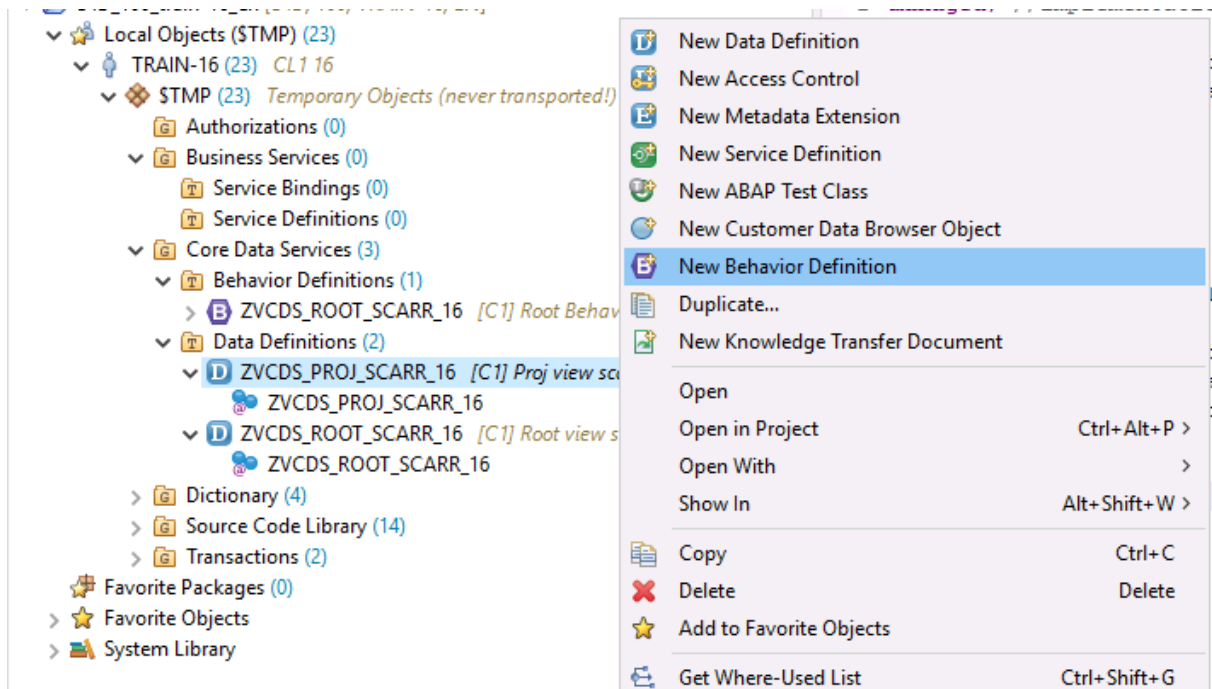 Local Objects ($TMP) (23)
TRAIN-16 (23) CL1 16
$TMP (23) Temporary Objects (never transported!)
Authorizations (0)
Business Services (0)
Service Bindings (0)
Service Definitions (0)
Core Data Services (3)
Behavior Definitions (1)
ZVCDS_ROOT_SCARR_16 [C1] Root Behav
Data Definitions (2)
ZVCDS_PROJ_SCARR_16 [C1] Proj view
ZVCDS_PROJ_SCARR_16
ZVCDS_ROOT_SCARR_16 [C1] Root view s
ZVCDS_ROOT_SCARR_16
Dictionary (4)
Source Code Library (14)
Transactions (2)
Favorite Packages (0)
Favorite Objects
System Library
New Data Definition
New Access Control
New Metadata Extension
New Service Definition
New ABAP Test Class
New Customer Data Browser Object
New Behavior Definition
Duplicate...
New Knowledge Transfer Document
Open
Open in Project Ctrl+Alt+P >
Open With >
Show In Alt+Shift+W >
Copy Ctrl+C
Delete Delete
Add to Favorite Objects
Get Where-Used List Ctrl+Shift+G